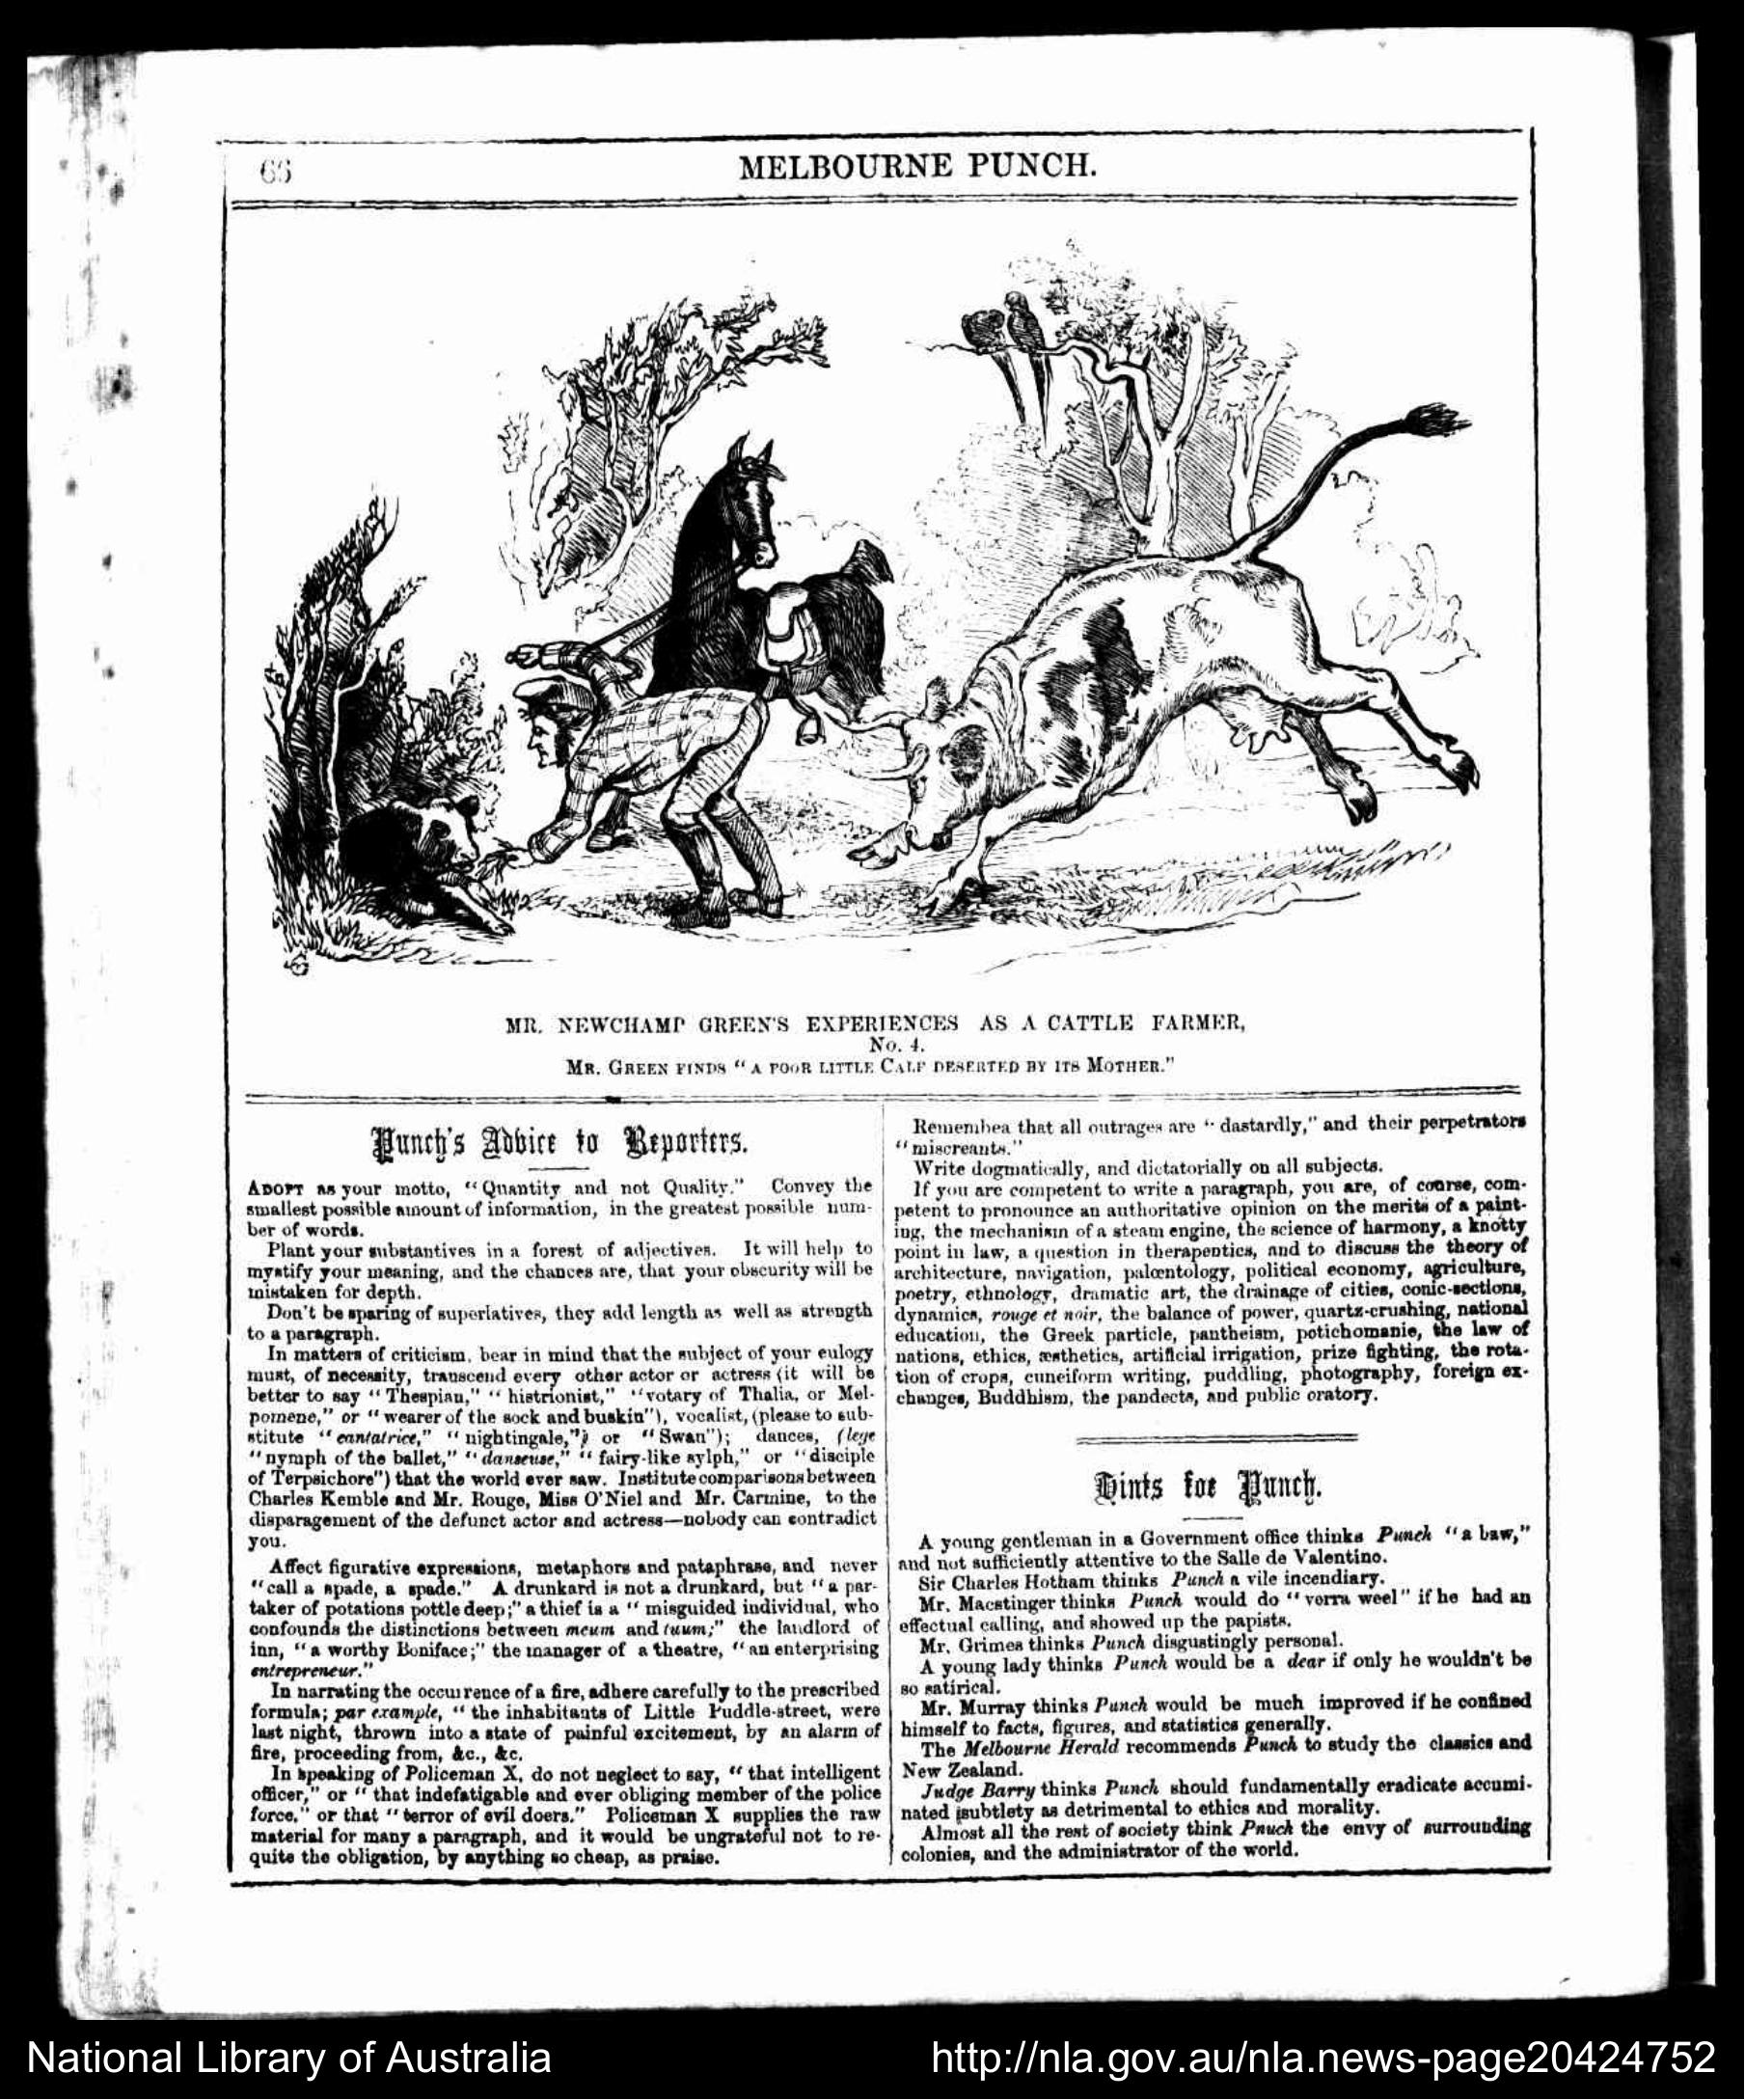 66
MELBOURNE PUNCH.
MR. NEWCHAMP GREEN'S EXPERIENCES AS A CATTLE FARMER,
No. 4.
MR. GREEN FINDS "A POOR LITTLE CALF DESERTED BY ITS MOTHER."
Punch's Advice to Reporters.
ADOPT as your motto, "Quantity and not Quality." Convey the
smallest possible amount of information, in the greatest possible num-
ber of words.
Plant your substantives in a forest of adjectives. It will help to
mystify your meaning, and the chances are, that your obscurity will be
mistaken for depth.
Don't be sparing of superlatives, they add length as well as strength
to a paragraph.
In matters of criticism, bear in mind that the subject of your eulogy
must, of necessity, transcend every other actor or actress (it will be
better to say "Thespian," "histrionist," "votary of Thalia, or Mel-
pomene," or "wearer of the sock and buskin"), vocalist, (please to sub-
stitute "cantatrice," "nightingale,") or "Swan"); dances, (lege
"nymph of the ballet," "danseuse," "fairy-like sylph," or "disciple
of Terpsichore") that the world ever saw. Institute comparisons between
Charles Kemble and Mr. Rouge, Miss O'Niel and Mr. Carmine, to the
disparagement of the defunct actor and actress—nobody can contradict
you.
Affect figurative expressions, metaphors and pataphrase, and never
"call a spade, a spade." A drunkard is not a drunkard, but "a par-
taker of potations pottle deep;" a thief is a "misguided individual, who
confounds the distinctions between meum and tuum;" the landlord of
inn, "a worthy Boniface;" the manager of a theatre, "an enterprising
entrepreneur."
In narrating the occurrence of a fire, adhere carefully to the prescribed
formula; par example, "the inhabitants of Little Puddle-street, were
last night, thrown into a state of painful excitement, by an alarm of
fire, proceeding from, &c., &c.
In speaking of Policeman X, do not neglect to say, "that intelligent
officer," or "that indefatigable and ever obliging member of the police
force," or that "terror of evil doers." Policeman X supplies the raw
material for many a paragraph, and it would be ungrateful not to re-
quite the obligation, by anything so cheap, as praise.
Remembea that all outrages are "dastardly," and their perpetrators
"miscreants."
Write dogmatically, and dictatorially on all subjects.
If you are competent to write a paragraph, you are, of course, com-
petent to pronounce an authoritative opinion on the merits of a paint-
ing, the mechanism of a steam engine, the science of harmony, a knotty
point in law, a question in therapeutics, and to discuss the theory of
architecture, navigation, palœntology, political economy, agriculture,
poetry, ethnology, dramatic art, the drainage of cities, conic-sections,
dynamics, rouge et noir, the balance of power, quartz-crushing, national
education, the Greek particle, pantheism, potichomanie, the law of
nations, ethics, æsthetics, artificial irrigation, prize fighting, the rota-
tion of crops, cuneiform writing, puddling, photography, foreign ex-
changes, Buddhism, the pandects, and public oratory.
Hints for Punch.
A young gentleman in a Government office thinks Punch "a baw,"
and not sufficiently attentive to the Salle de Valentino.
Sir Charles Hotham thinks Punch a vile incendiary.
Mr. Macstinger thinks Punch would do "verra weel" if he had an
effectual calling, and showed up the papists.
Mr. Grimes thinks Punch disgustingly personal.
A young lady thinks Punch would be a dear if only he wouldn't be
so satirical.
Mr. Murray thinks Punch would be much improved if he confined
himself to facts, figures, and statistics generally.
The Melbourne Herald recommends Punch to study the classics and
New Zealand.
Judge Barry thinks Punch should fundamentally eradicate accumi-
nated subtlety as detrimental to ethics and morality.
Almost all the rest of society think Pnuch the envy of surrounding
colonies, and the administrator of the world.
National Library of Australia
http://nla.gov.au/nla.news-page20424752